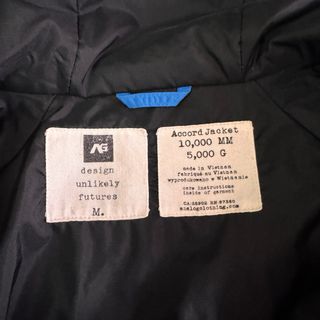 AG
design
unlikely
futures
M.
Accord Jacket
10,000 MM
5,000 G
made in Vietnam
fabriqué au Vietnam
wyprodukowano w Wietnamie
care instructions
inside of garment
analogclothing.com